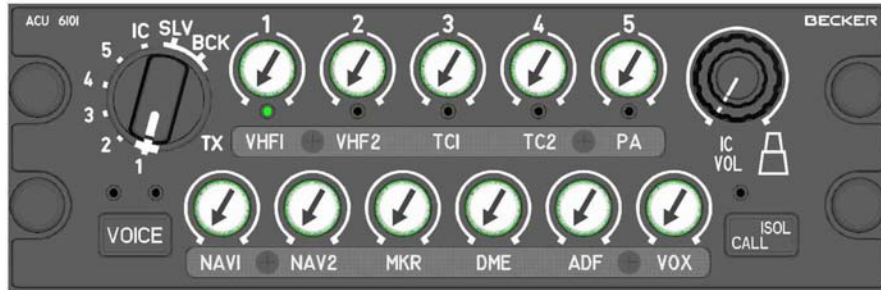 ACU 6101
BECKER
IC SLV BCK
5
4
3
2
1
TX
1 2 3 4 5
VHF1 VHF2 TC1 TC2 PA
IC
VOL
VOICE
NAV1 NAV2 MKR DME ADF VOX
ISOL
CALL